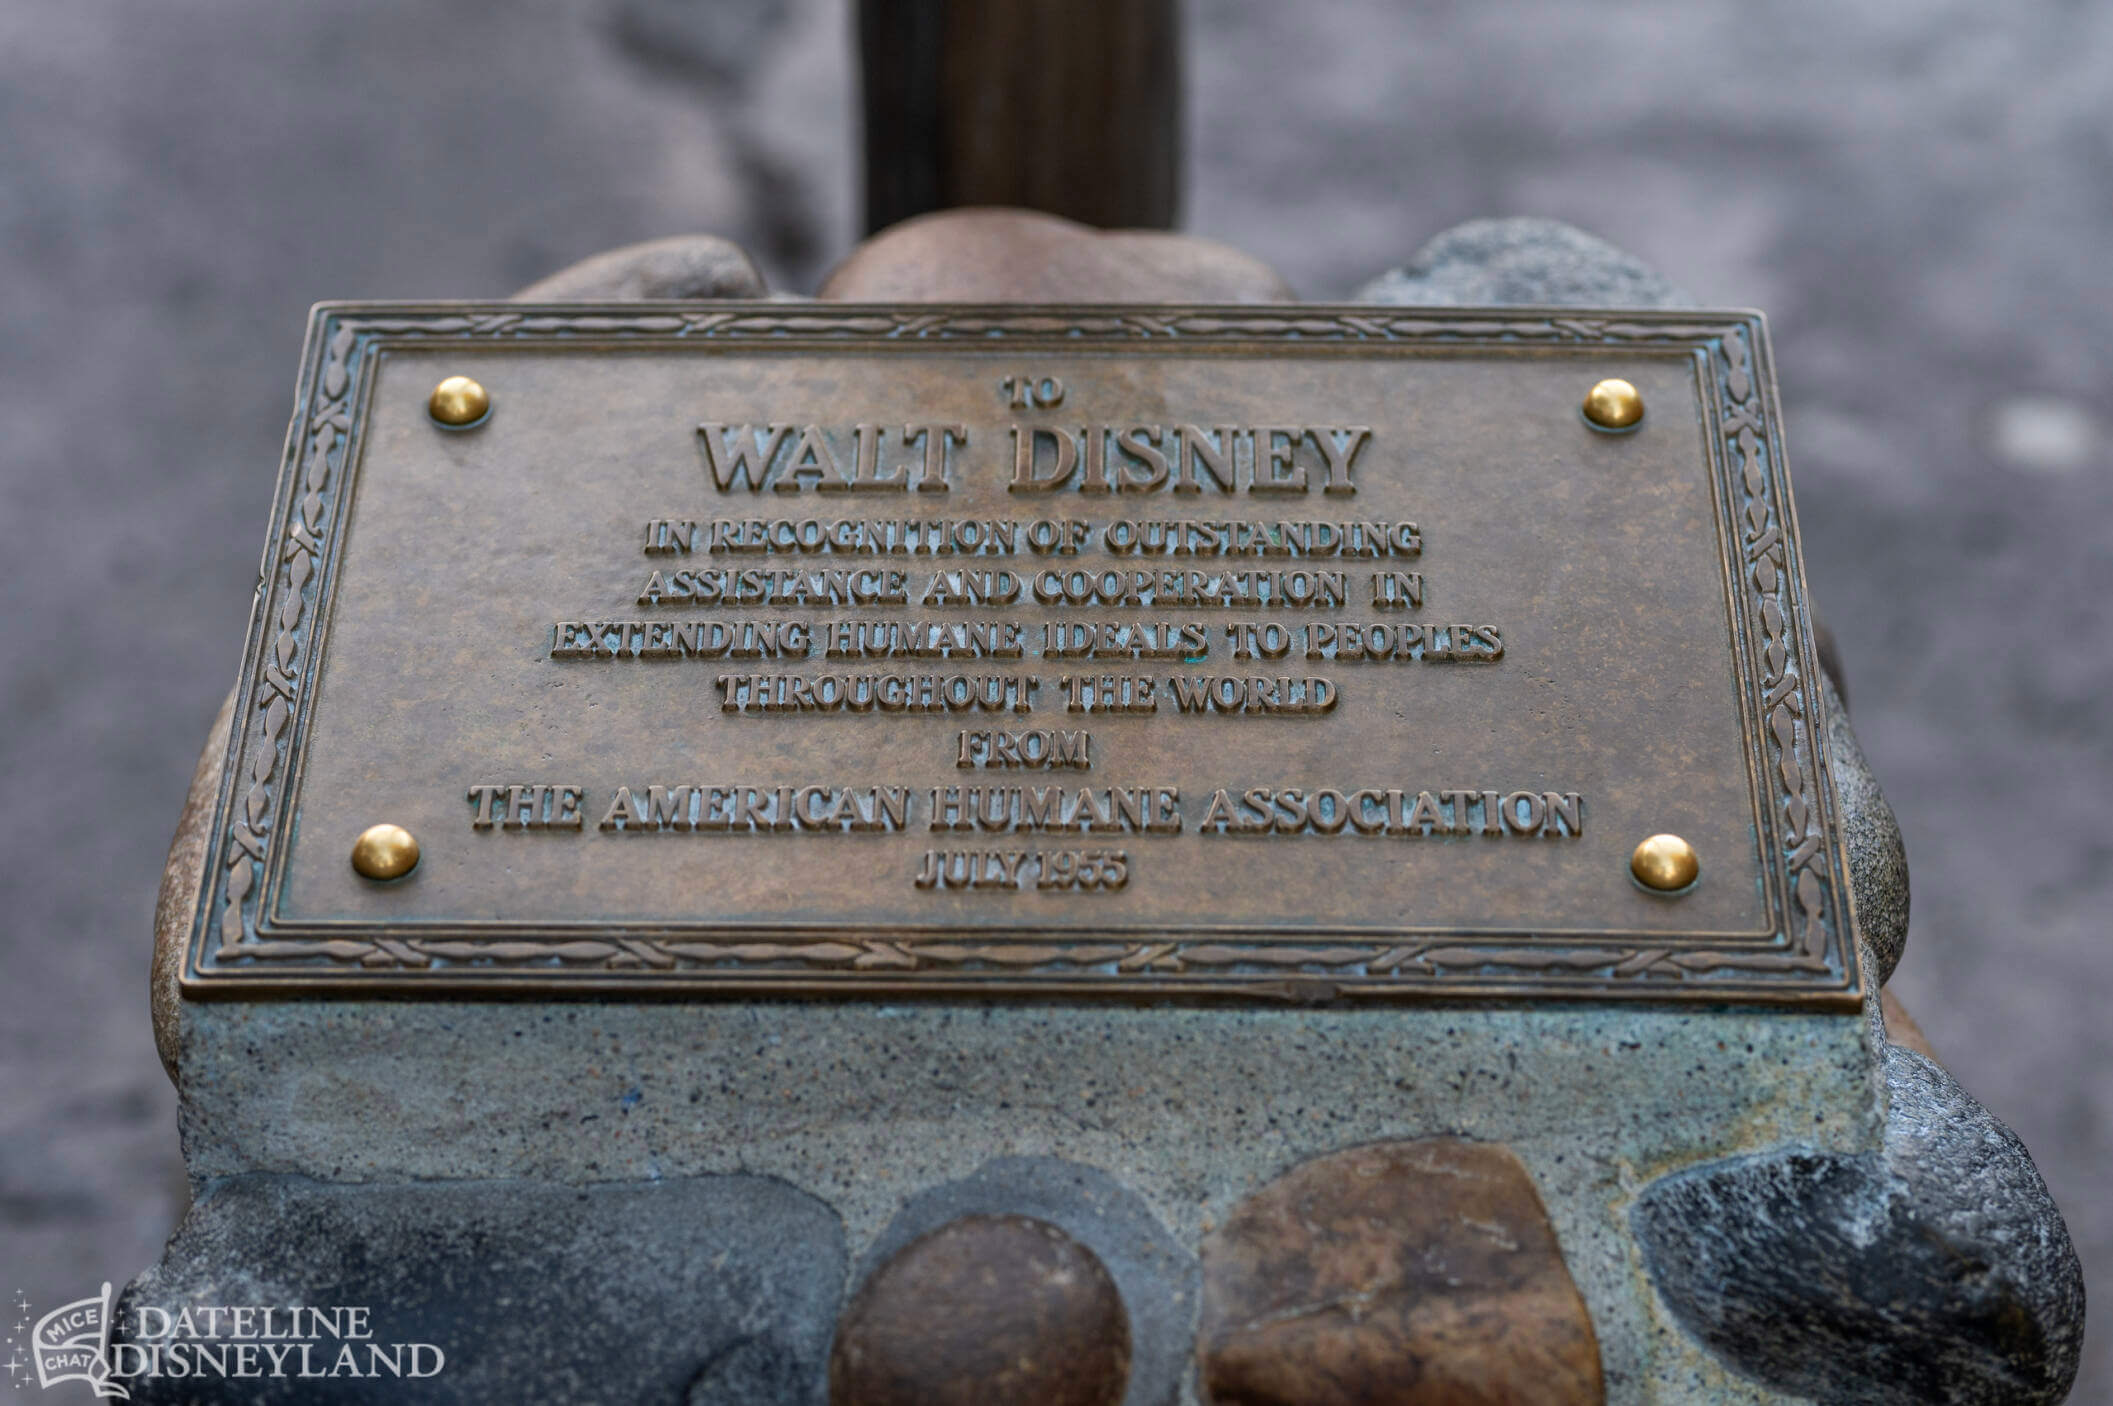 TO
WALT DISNEY
IN RECOGNITION OF OUTSTANDING
ASSISTANCE AND COOPERATION IN
EXTENDING HUMANE IDEALS TO PEOPLES
THROUGHOUT THE WORLD
FROM
THE AMERICAN HUMANE ASSOCIATION
JULY 1955
MICE
CHAT
DATELINE
DISNEYLAND